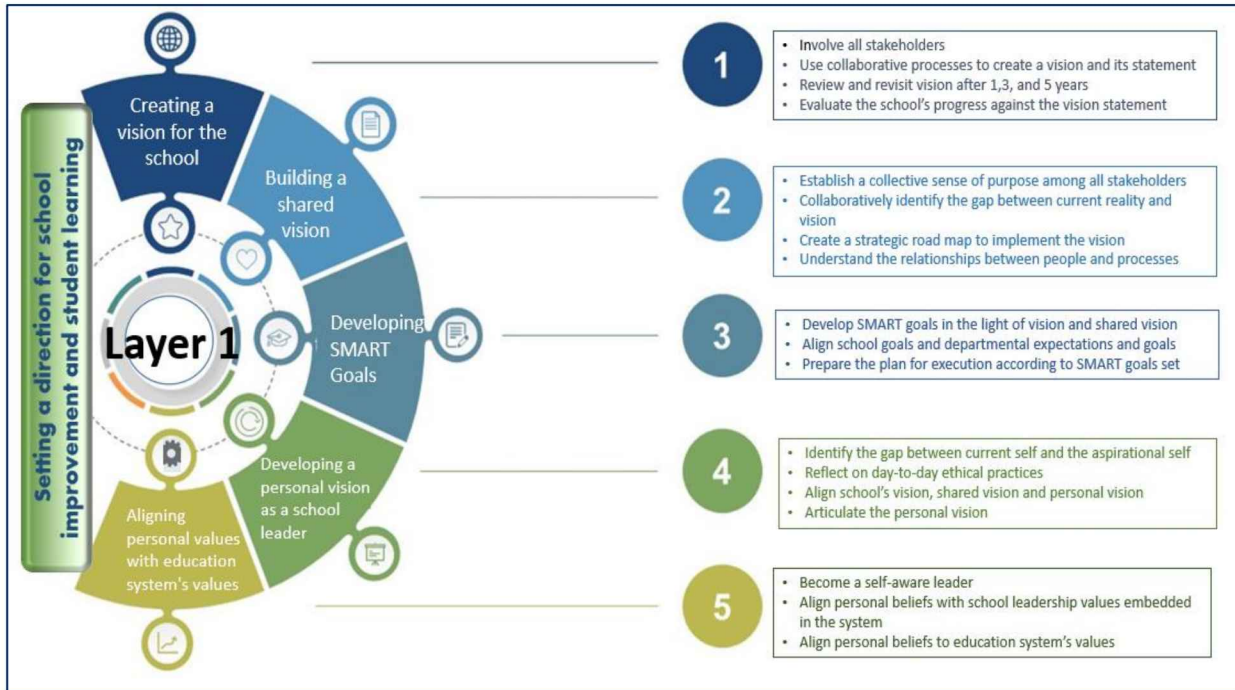 Setting a direction for school
improvement and student learning
Creating a
vision for the
school
Building a
shared
vision
Developing
SMART
Goals
Developing a
personal vision
as a school
leader
Aligning
personal values
with education
system's values
Layer 1
1
• Involve all stakeholders
• Use collaborative processes to create a vision and its statement
• Review and revisit vision after 1,3, and 5 years
• Evaluate the school's progress against the vision statement
2
• Establish a collective sense of purpose among all stakeholders
• Collaboratively identify the gap between current reality and
vision
• Create a strategic road map to implement the vision
• Understand the relationships between people and processes
3
• Develop SMART goals in the light of vision and shared vision
• Align school goals and departmental expectations and goals
• Prepare the plan for execution according to SMART goals set
4
• Identify the gap between current self and the aspirational self
• Reflect on day-to-day ethical practices
• Align school's vision, shared vision and personal vision
• Articulate the personal vision
5
• Become a self-aware leader
• Align personal beliefs with school leadership values embedded
in the system
• Align personal beliefs to education system's values